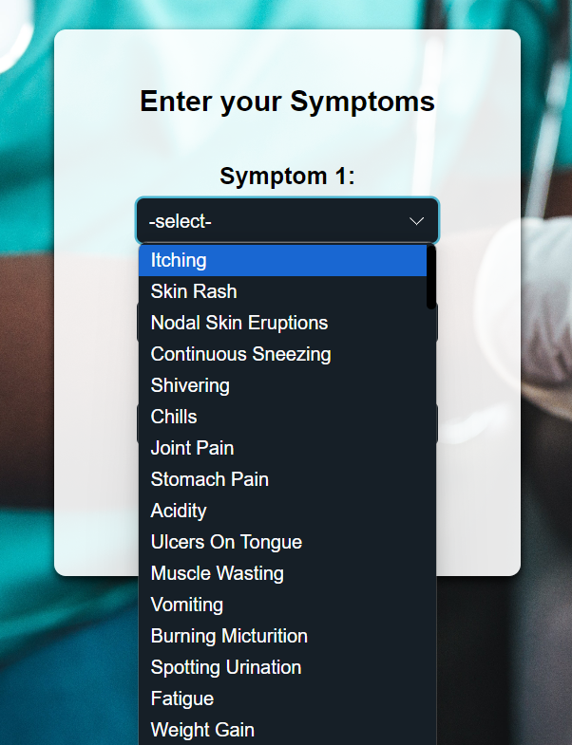 Enter your Symptoms
Symptom 1:
-select-
Itching
Skin Rash
Nodal Skin Eruptions
Continuous Sneezing
Shivering
Chills
Joint Pain
Stomach Pain
Acidity
Ulcers On Tongue
Muscle Wasting
Vomiting
Burning Micturition
Spotting Urination
Fatigue
Weight Gain